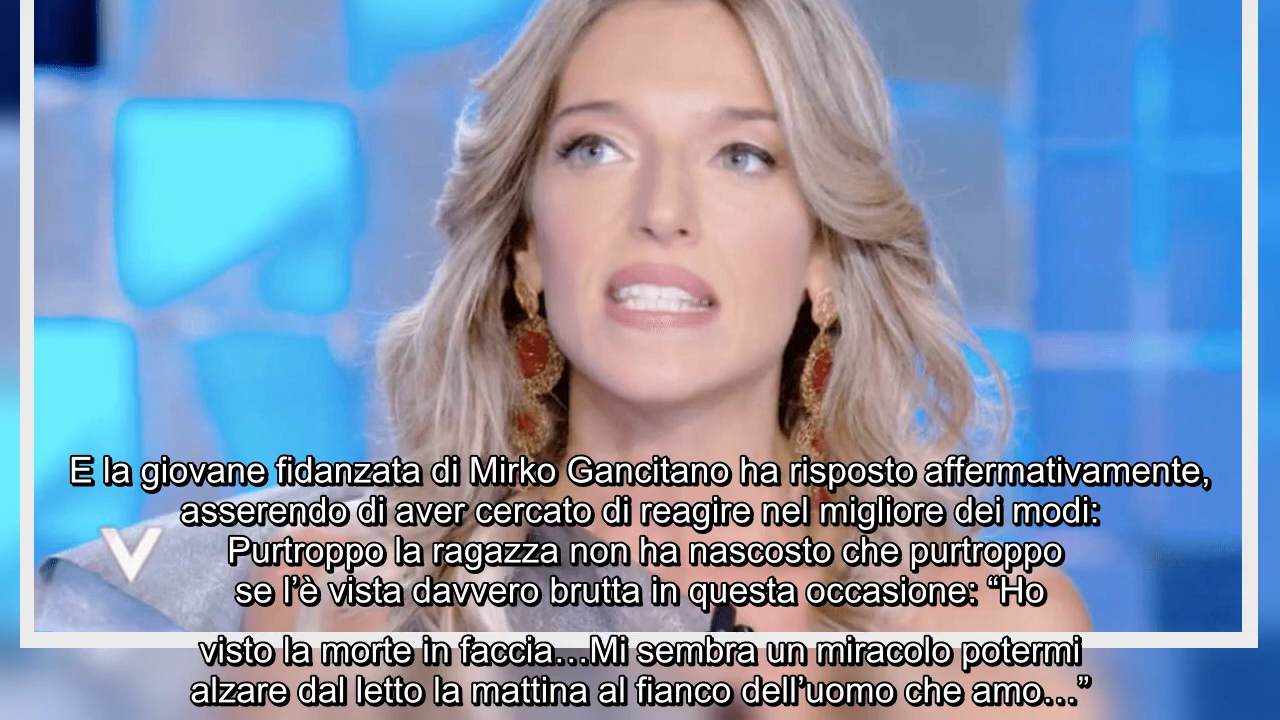 E la giovane fidanzata di Mirko Gancitano ha risposto affermativamente,
asserendo di aver cercato di reagire nel migliore dei modi:
Purtroppo la ragazza non ha nascosto che purtroppo
se l’è vista davvero brutta in questa occasione: “Ho
visto la morte in faccia…Mi sembra un miracolo potermi
alzare dal letto la mattina al fianco dell’uomo che amo…”
V